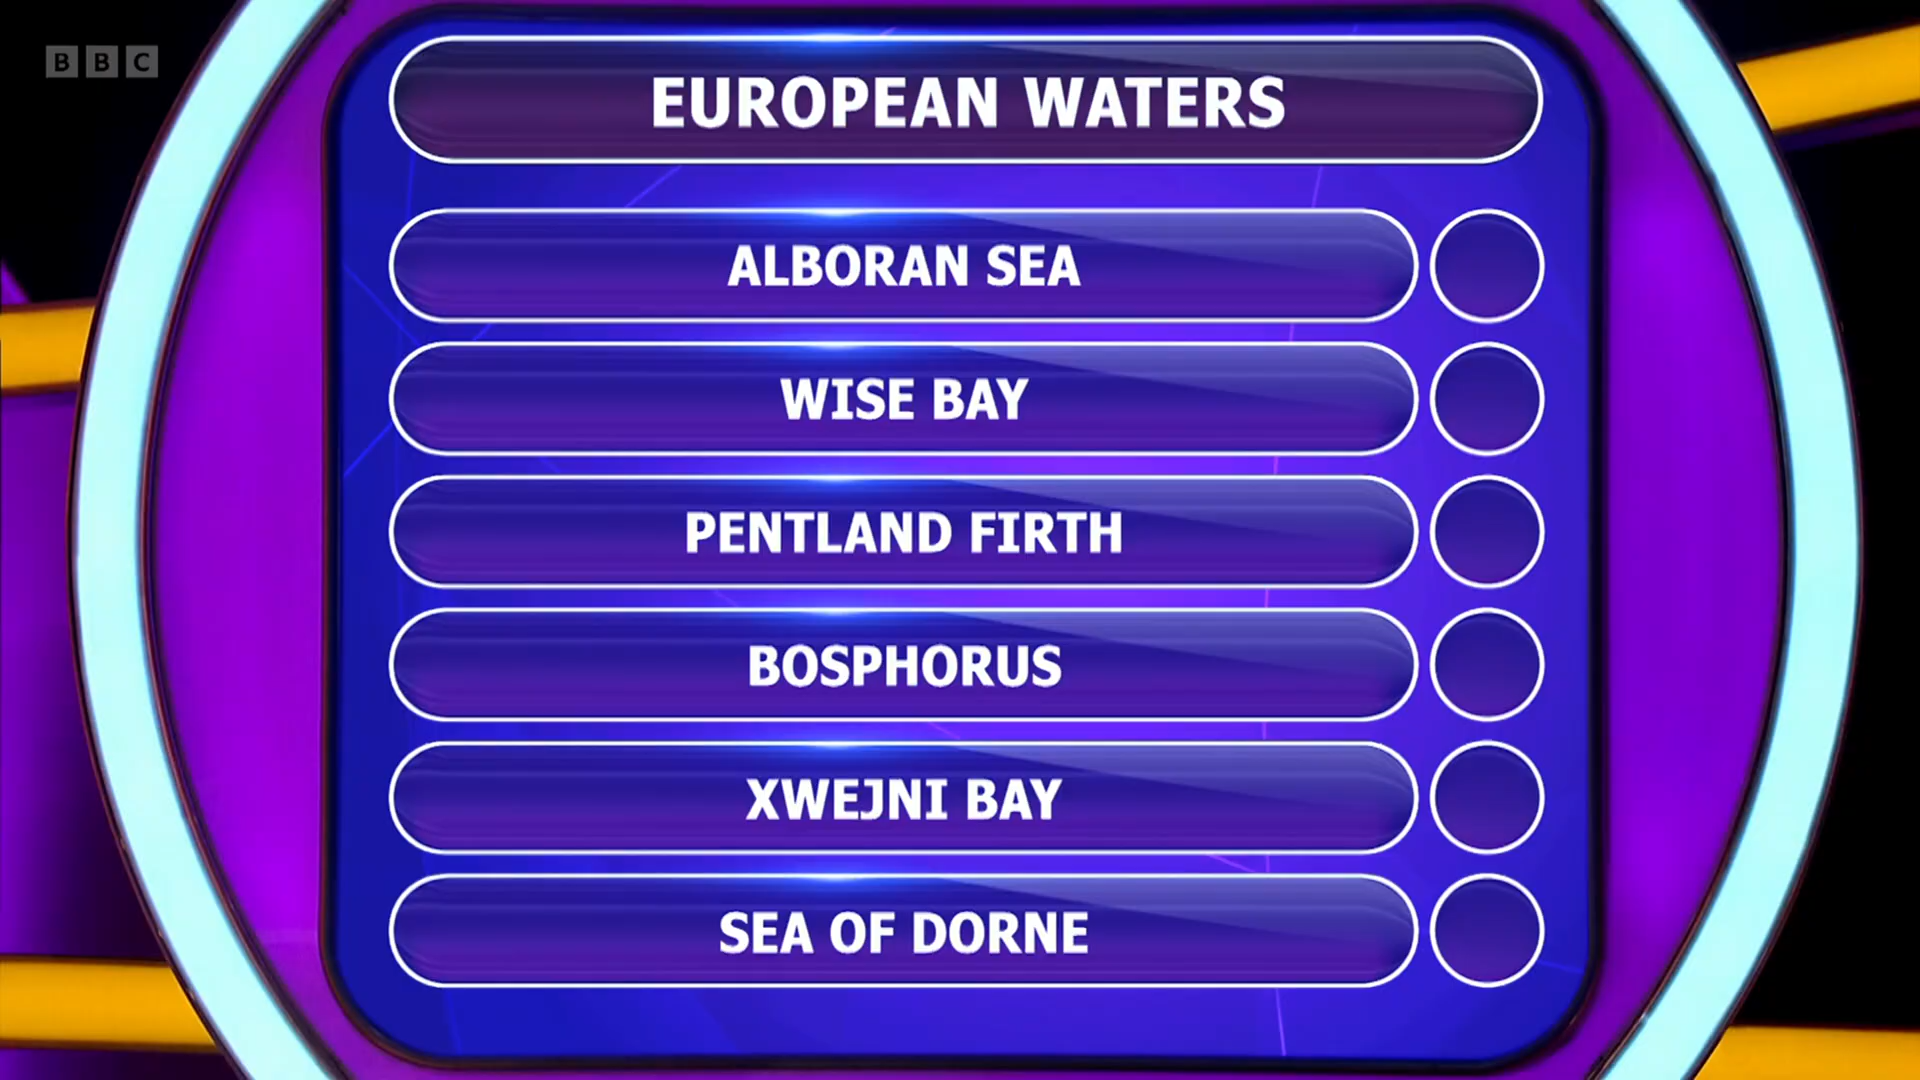 BBC
EUROPEAN WATERS
ALBORAN SEA
WISE BAY
PENTLAND FIRTH
BOSPHORUS
XWEJNI BAY
SEA OF DORNE